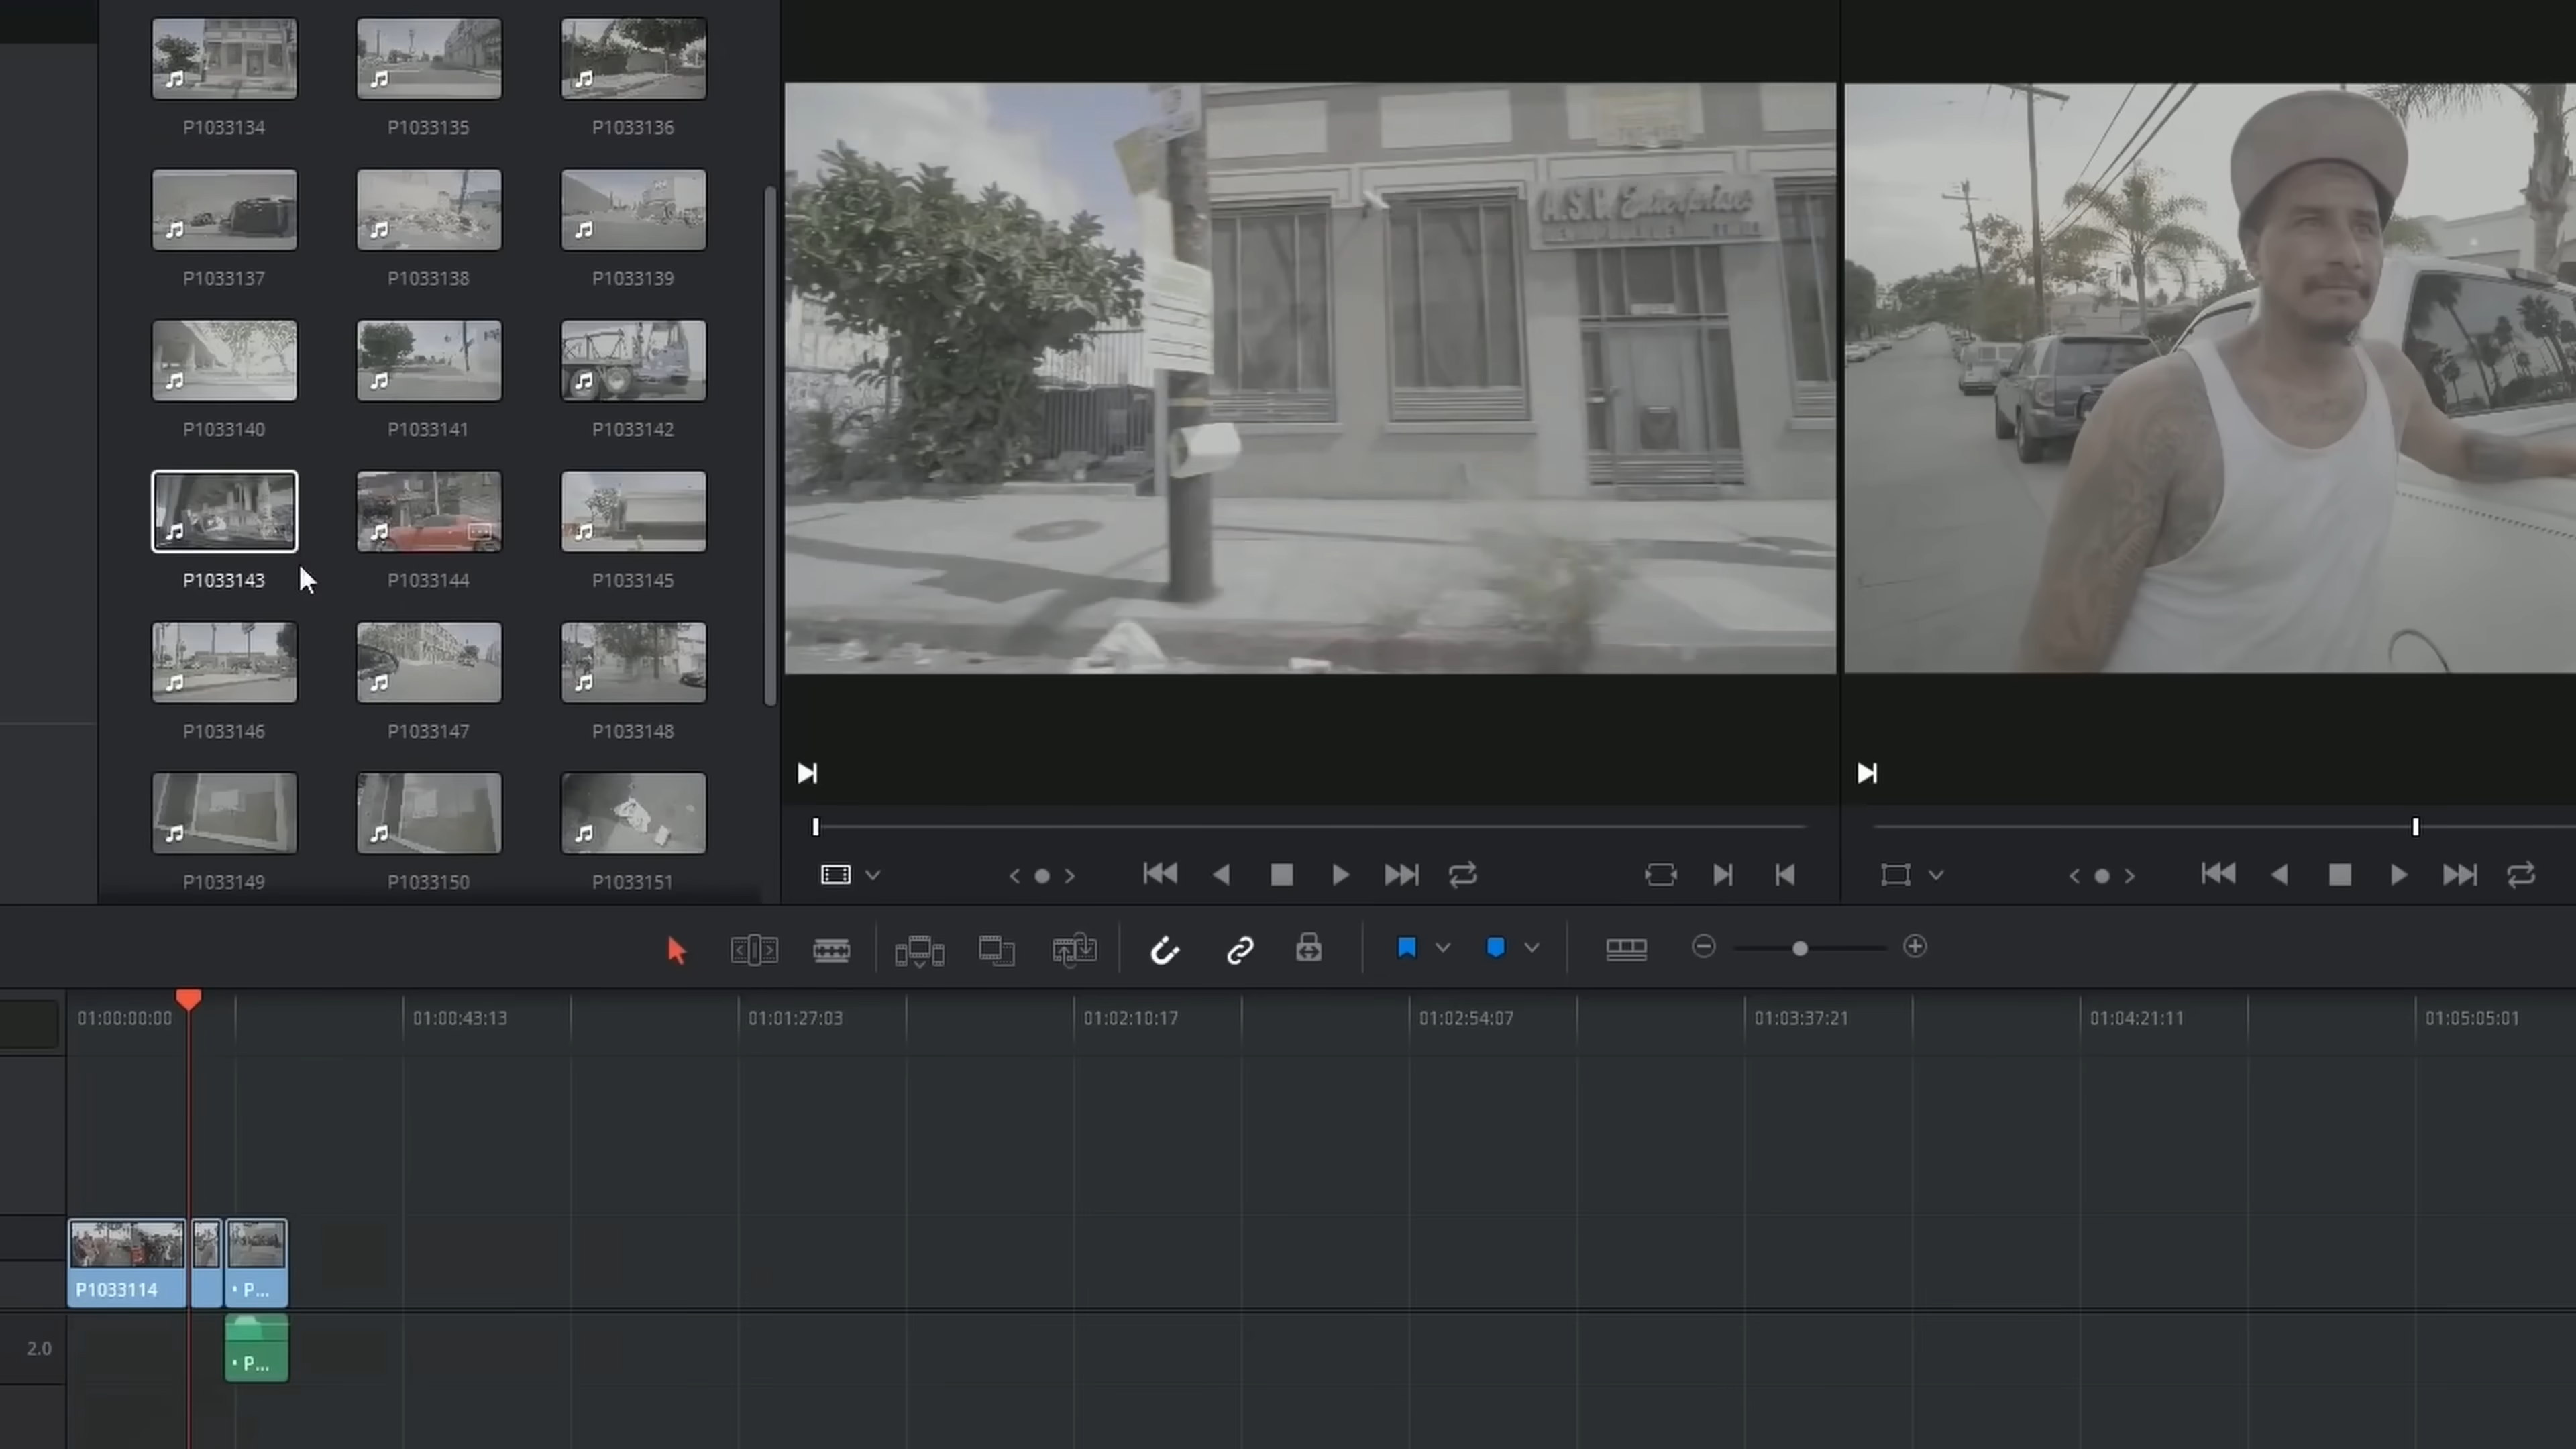 P1033134 P1033135 P1033136
P1033137 P1033138 P1033139
P1033140 P1033141 P1033142
P1033143 P1033144 P1033145
P1033146 P1033147 P1033148
P1033149 P1033150 P1033151
A.S.V. Enterprises
01:00:00:00 01:00:43:13 01:01:27:03 01:02:10:17 01:02:54:07 01:03:37:21 01:04:21:11 01:05:05:01
P1033114 • P...
2.0 • P...